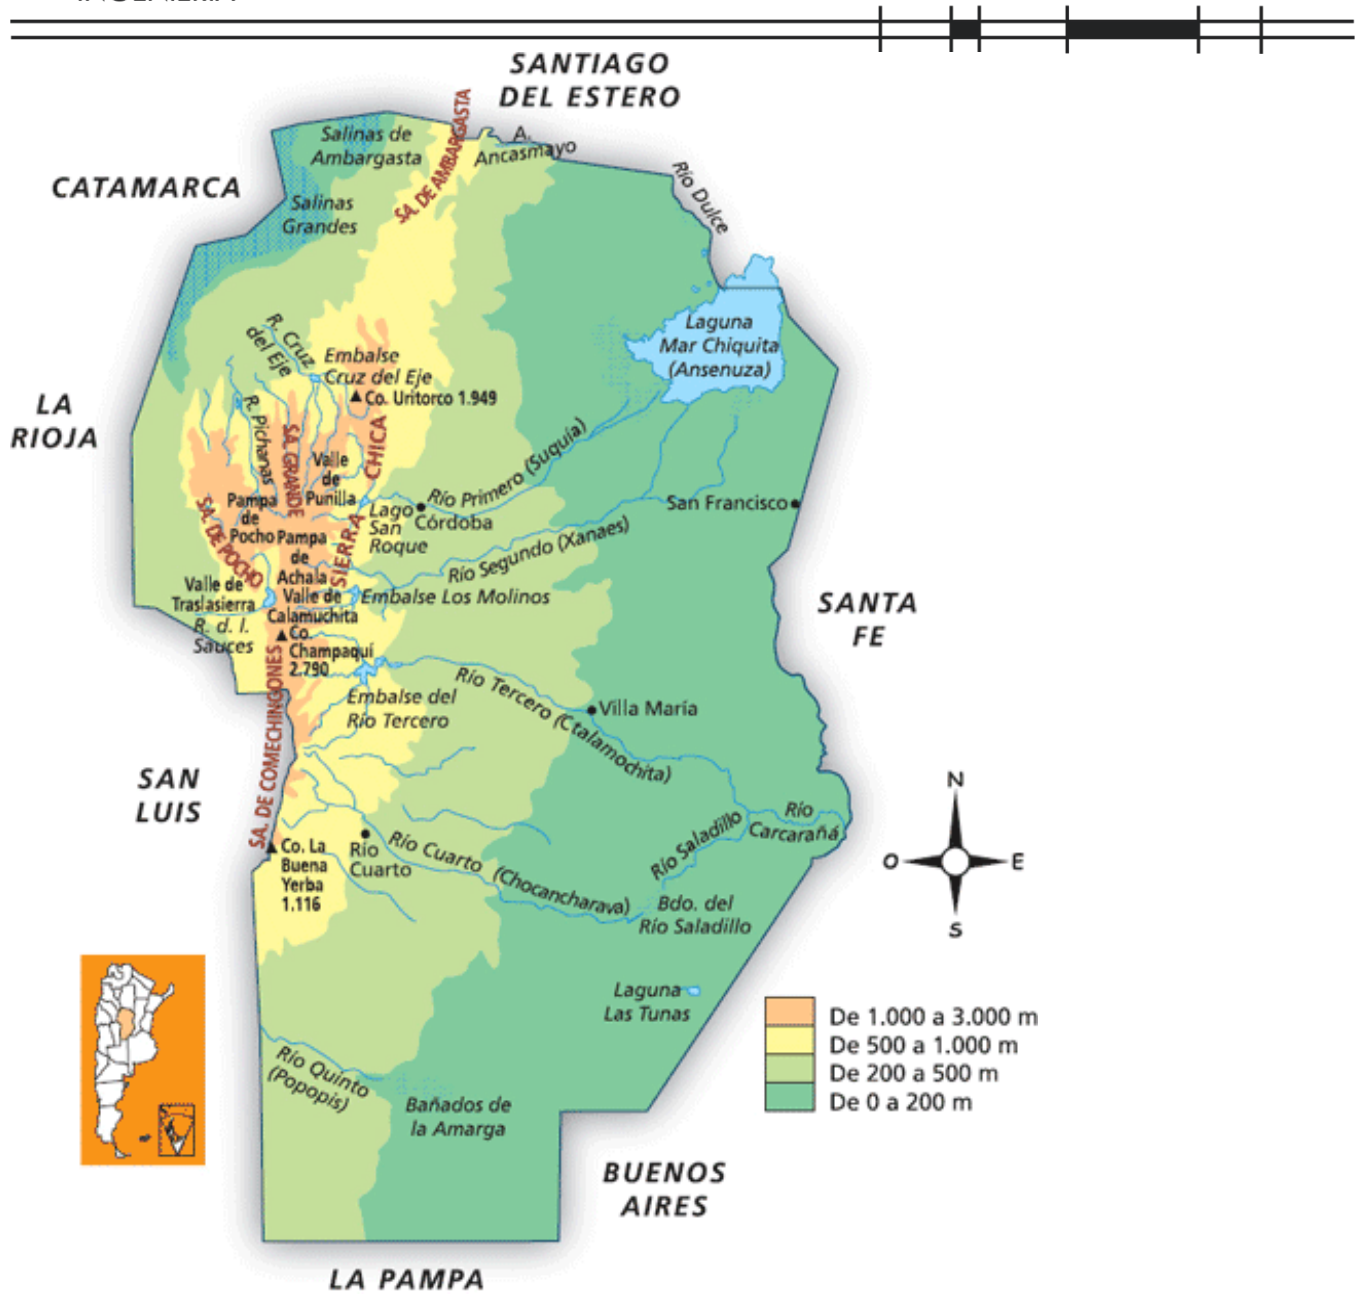 SANTIAGO
DEL ESTERO
SA. DE AMBARGASTA
Salinas de
Ambargasta
A.
Ancasmayo
Río Dulce
CATAMARCA
Salinas
Grandes
R. Cruz
del Eje
Embalse
Cruz del Eje
Co. Uritorco 1.949
Laguna
Mar Chiquita
(Ansenuza)
LA
RIOJA
R. Pichanas
SA. GRANDE
SIERRA CHICA
Valle
de
Punilla
Pampa
de
Pocho
SA. DE POCHO
Lago
San
Roque
Córdoba
Río Primero (Suquía)
San Francisco
Pampa
de
Achala
Río Segundo (Xanaes)
Valle de
Traslasierra
Valle de
Calamuchita
Embalse Los Molinos
R. d. l.
Sauces
Co.
Champaquí
2.790
SANTA
FE
SA. DE COMECHINGONES
Embalse del
Río Tercero
Río Tercero (Ctalamochita)
Villa María
SAN
LUIS
Río
Carcarañá
Río Saladillo
Co. La
Buena
Yerba
1.116
Río
Cuarto
Río Cuarto (Chocancharava)
Bdo. del
Río Saladillo
N
O
E
S
Laguna
Las Tunas
De 1.000 a 3.000 m
De 500 a 1.000 m
De 200 a 500 m
De 0 a 200 m
Río Quinto
(Popopis)
Bañados de
la Amarga
BUENOS
AIRES
LA PAMPA